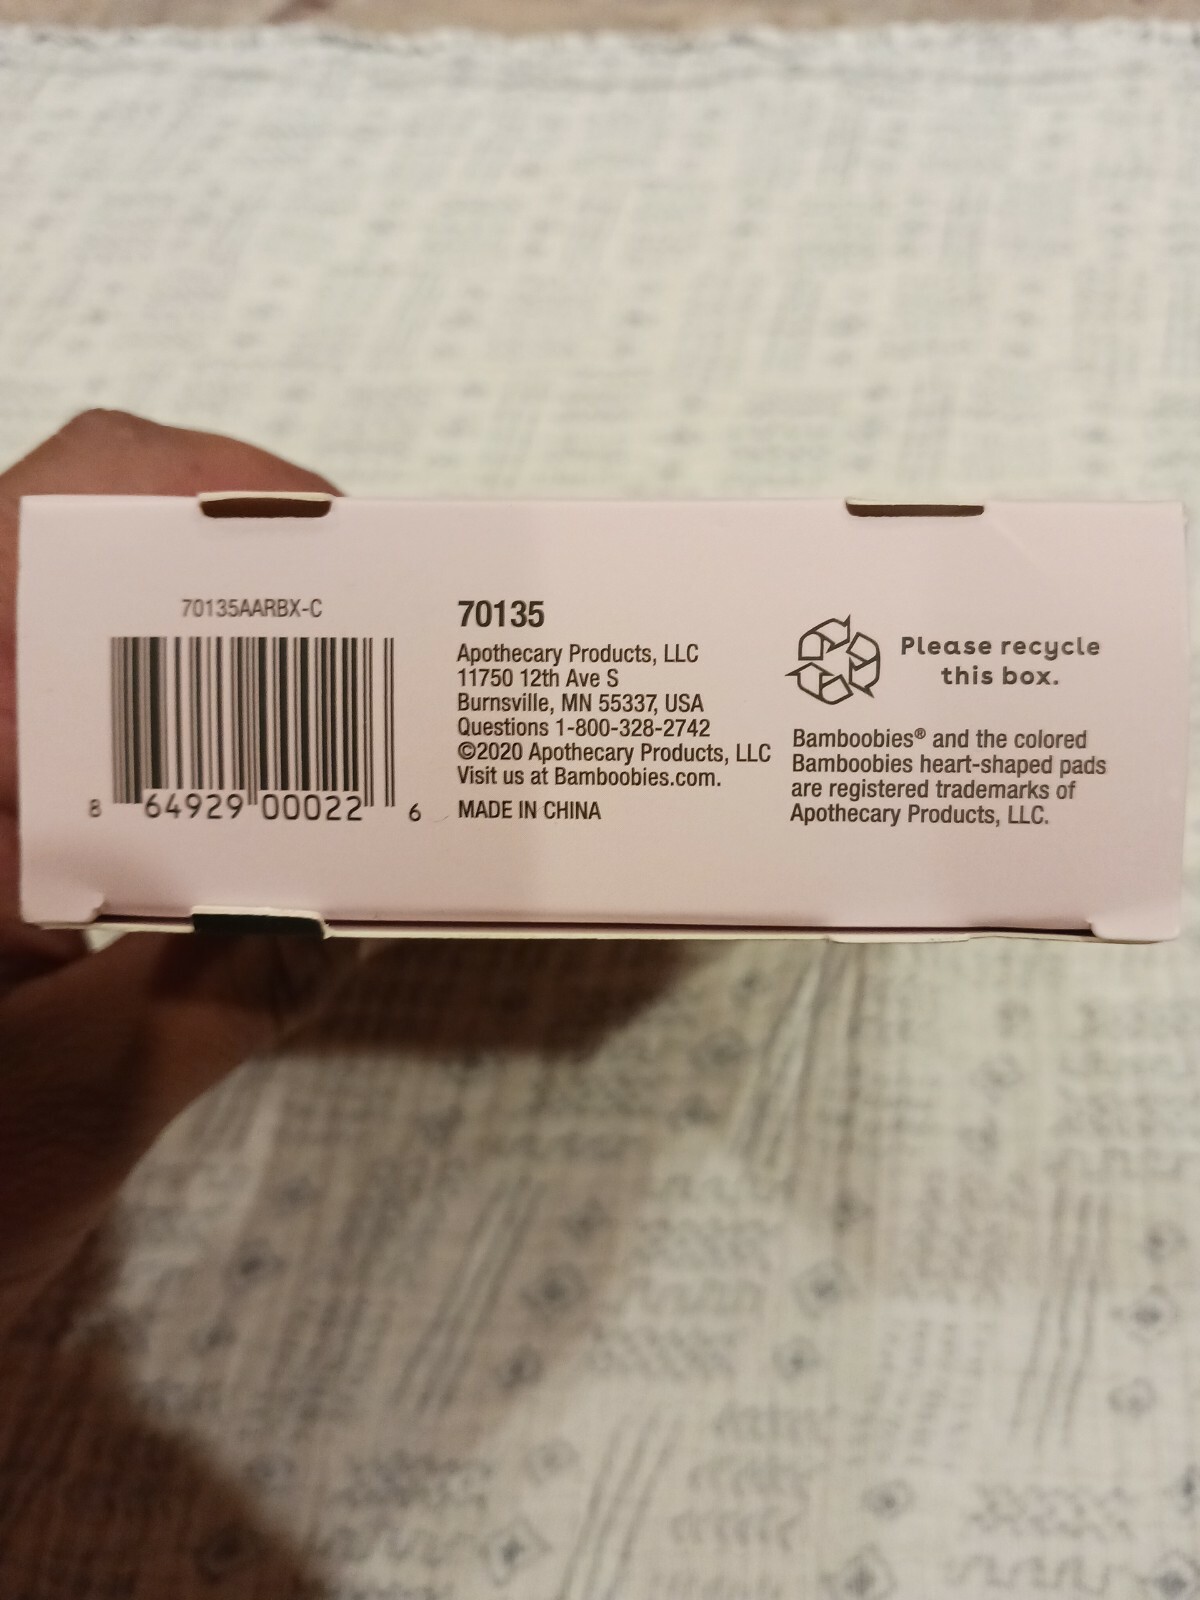 70135AARBX-C
8 64929 00022 6
70135
Apothecary Products, LLC
11750 12th Ave S
Burnsville, MN 55337, USA
Questions 1-800-328-2742
©2020 Apothecary Products, LLC
Visit us at Bamboobies.com.
MADE IN CHINA
Please recycle
this box.
Bamboobies® and the colored
Bamboobies heart-shaped pads
are registered trademarks of
Apothecary Products, LLC.